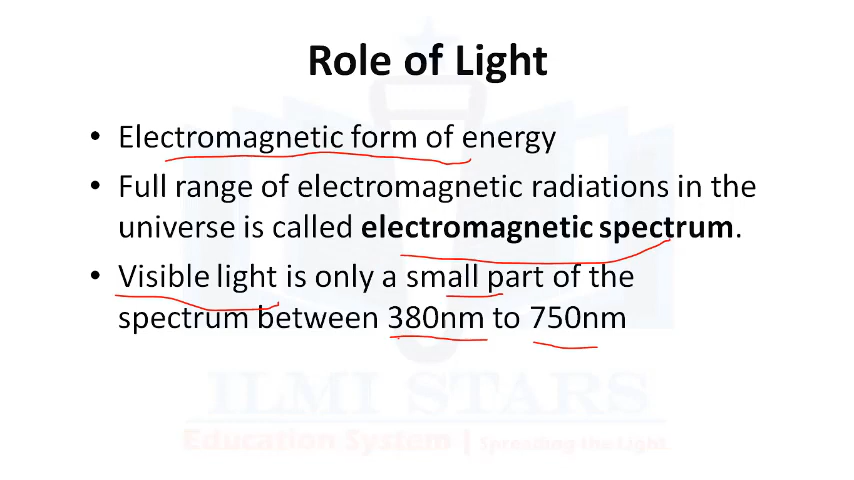 Role of Light
• Electromagnetic form of energy
• Full range of electromagnetic radiations in the
universe is called electromagnetic spectrum.
• Visible light is only a small part of the
spectrum between 380nm to 750nm
ILMI STARS
Education System | Spreading the Light